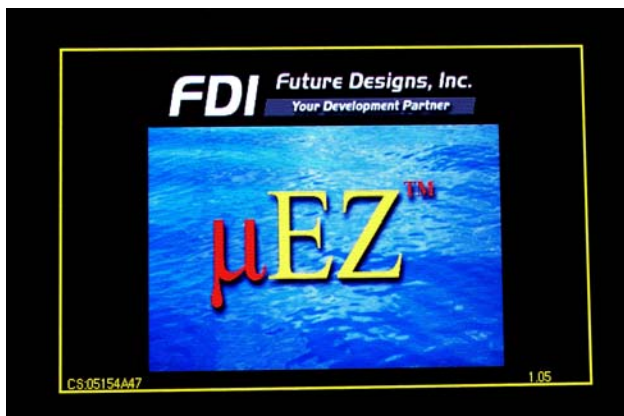 FDI
Future Designs, Inc.
Your Development Partner
µEZ™
CS:05154A47
1.05